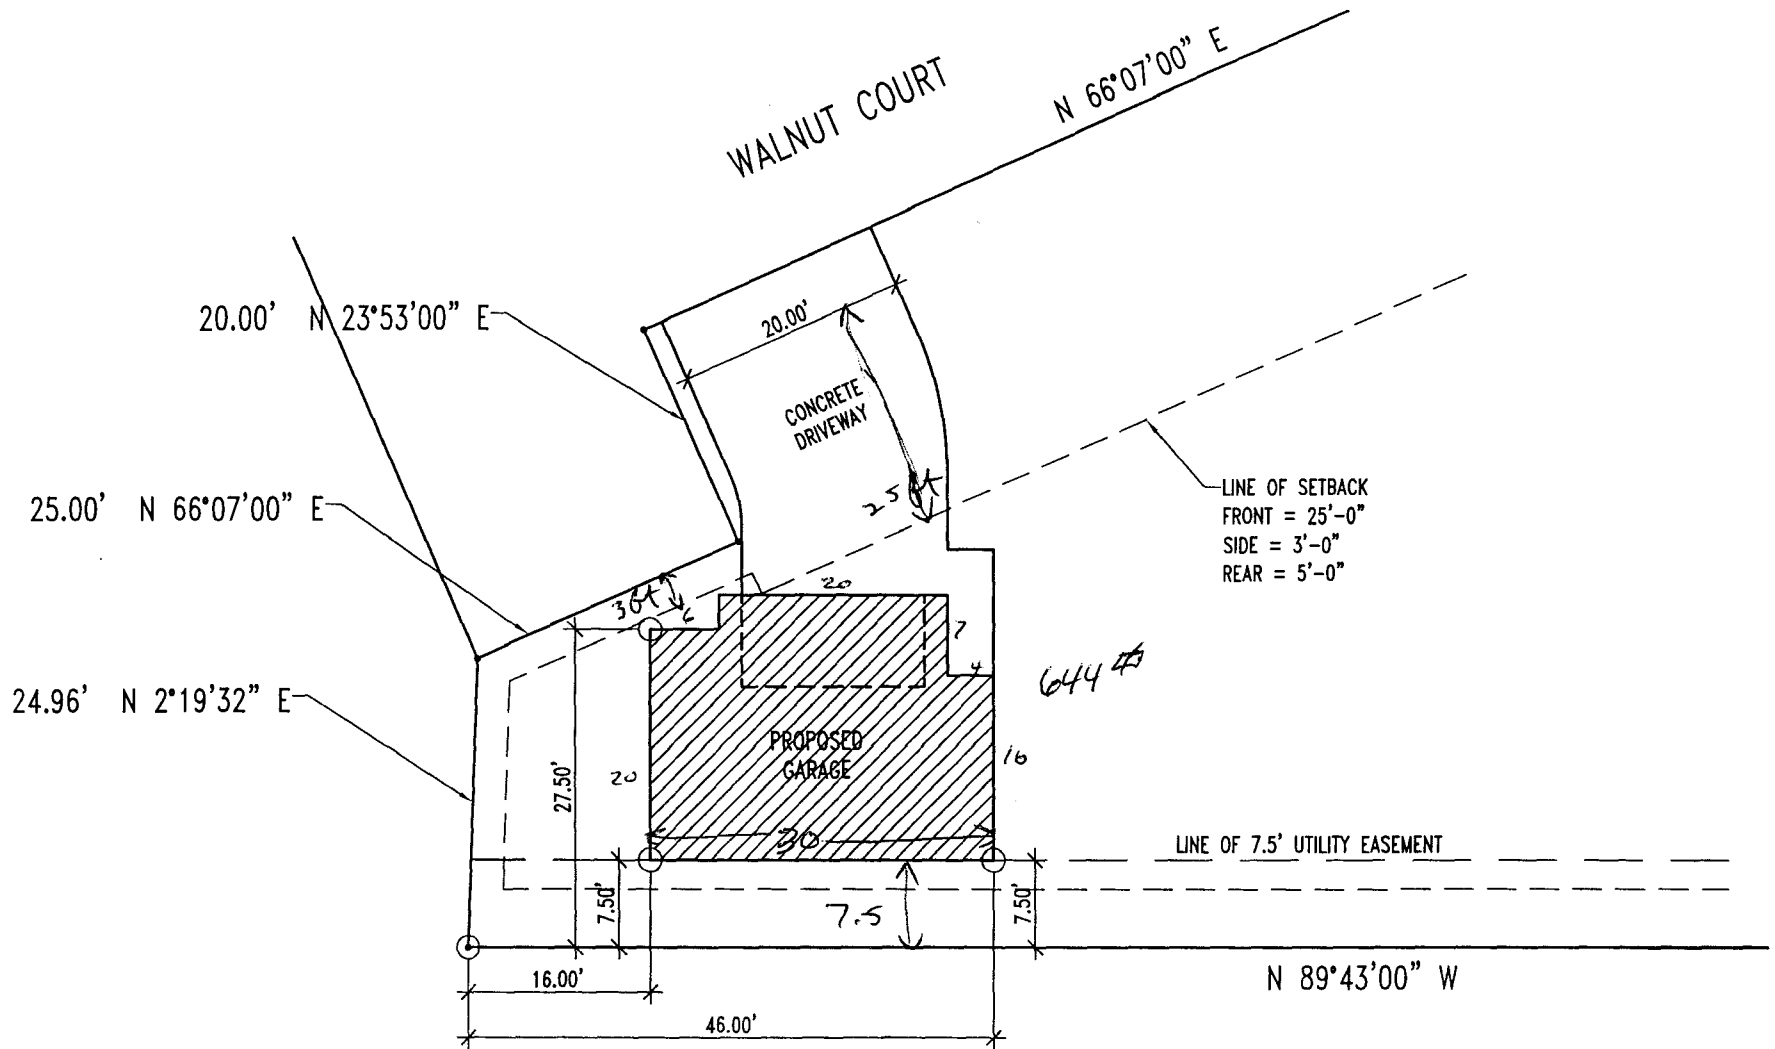 WALNUT COURT
N 66°07'00" E
20.00' N 23°53'00" E
20.00'
CONCRETE
DRIVEWAY
25 ft
25.00' N 66°07'00" E
LINE OF SETBACK
FRONT = 25'-0"
SIDE = 3'-0"
REAR = 5'-0"
3 ft
6
20
7
4
644
24.96' N 2°19'32" E
PROPOSED
GARAGE
20
27.50'
16
30
LINE OF 7.5' UTILITY EASEMENT
7.50'
7.5
7.50'
16.00'
N 89°43'00" W
46.00'